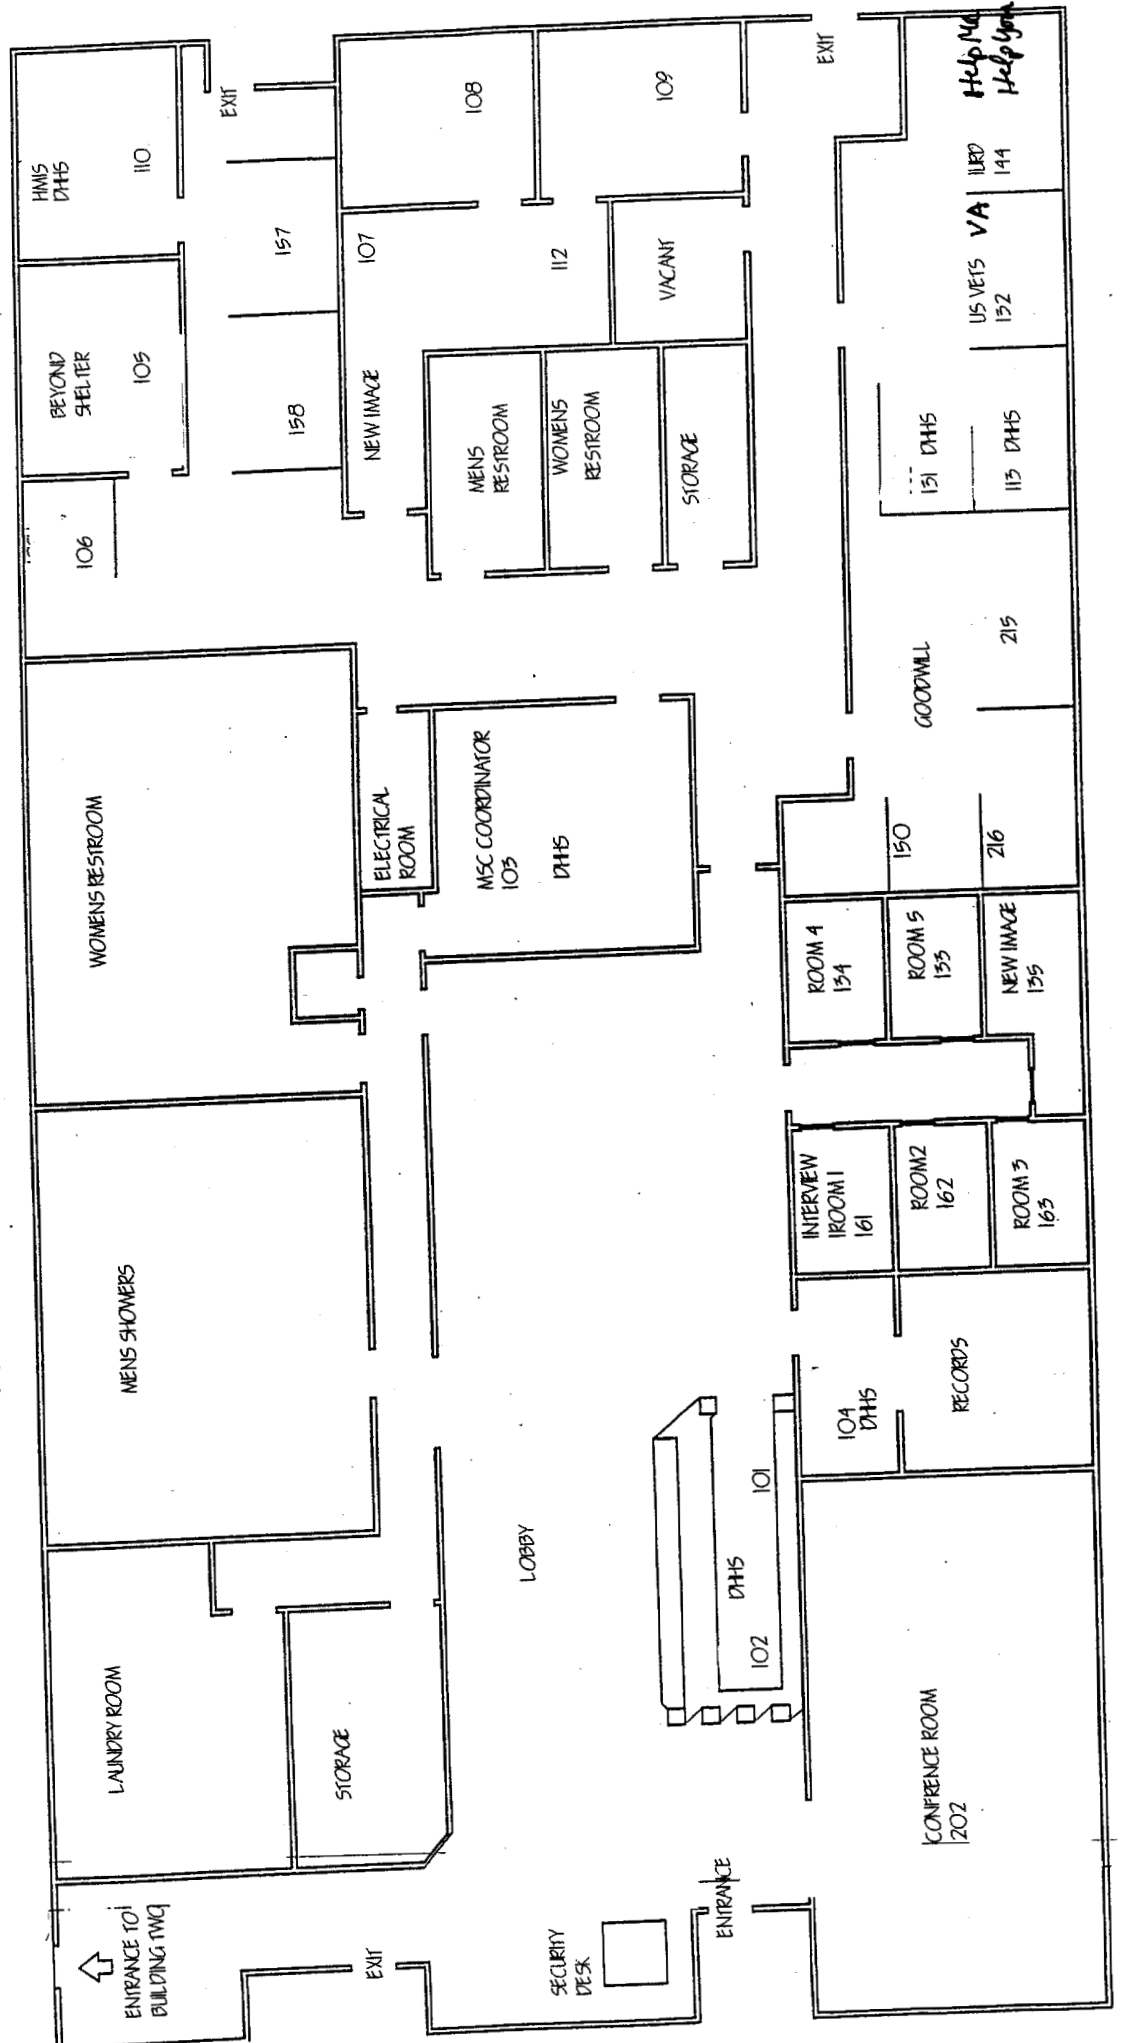 HMIS
DHHS
110
EXIT
108
109
EXIT
Help Me
Help You
BEYOND
SHELTER
105
157
107
112
VACANT
US VETS VA
132
ILRD
144
106
158
NEW IMAGE
MENS
RESTROOM
WOMENS
RESTROOM
STORAGE
131 DHHS
113 DHHS
WOMENS RESTROOM
ELECTRICAL
ROOM
MSC COORDINATOR
103
DHHS
GOODWILL
215
150
216
ROOM 4
134
ROOM 5
133
NEW IMAGE
135
MENS SHOWERS
INTERVIEW
ROOM 1
161
ROOM 2
162
ROOM 3
163
LOBBY
101
DHHS
102
104
DHHS
RECORDS
LAUNDRY ROOM
STORAGE
CONFRENCE ROOM
202
ENTRANCE TO
BUILDING TWO
EXIT
SECURITY
DESK
ENTRANCE